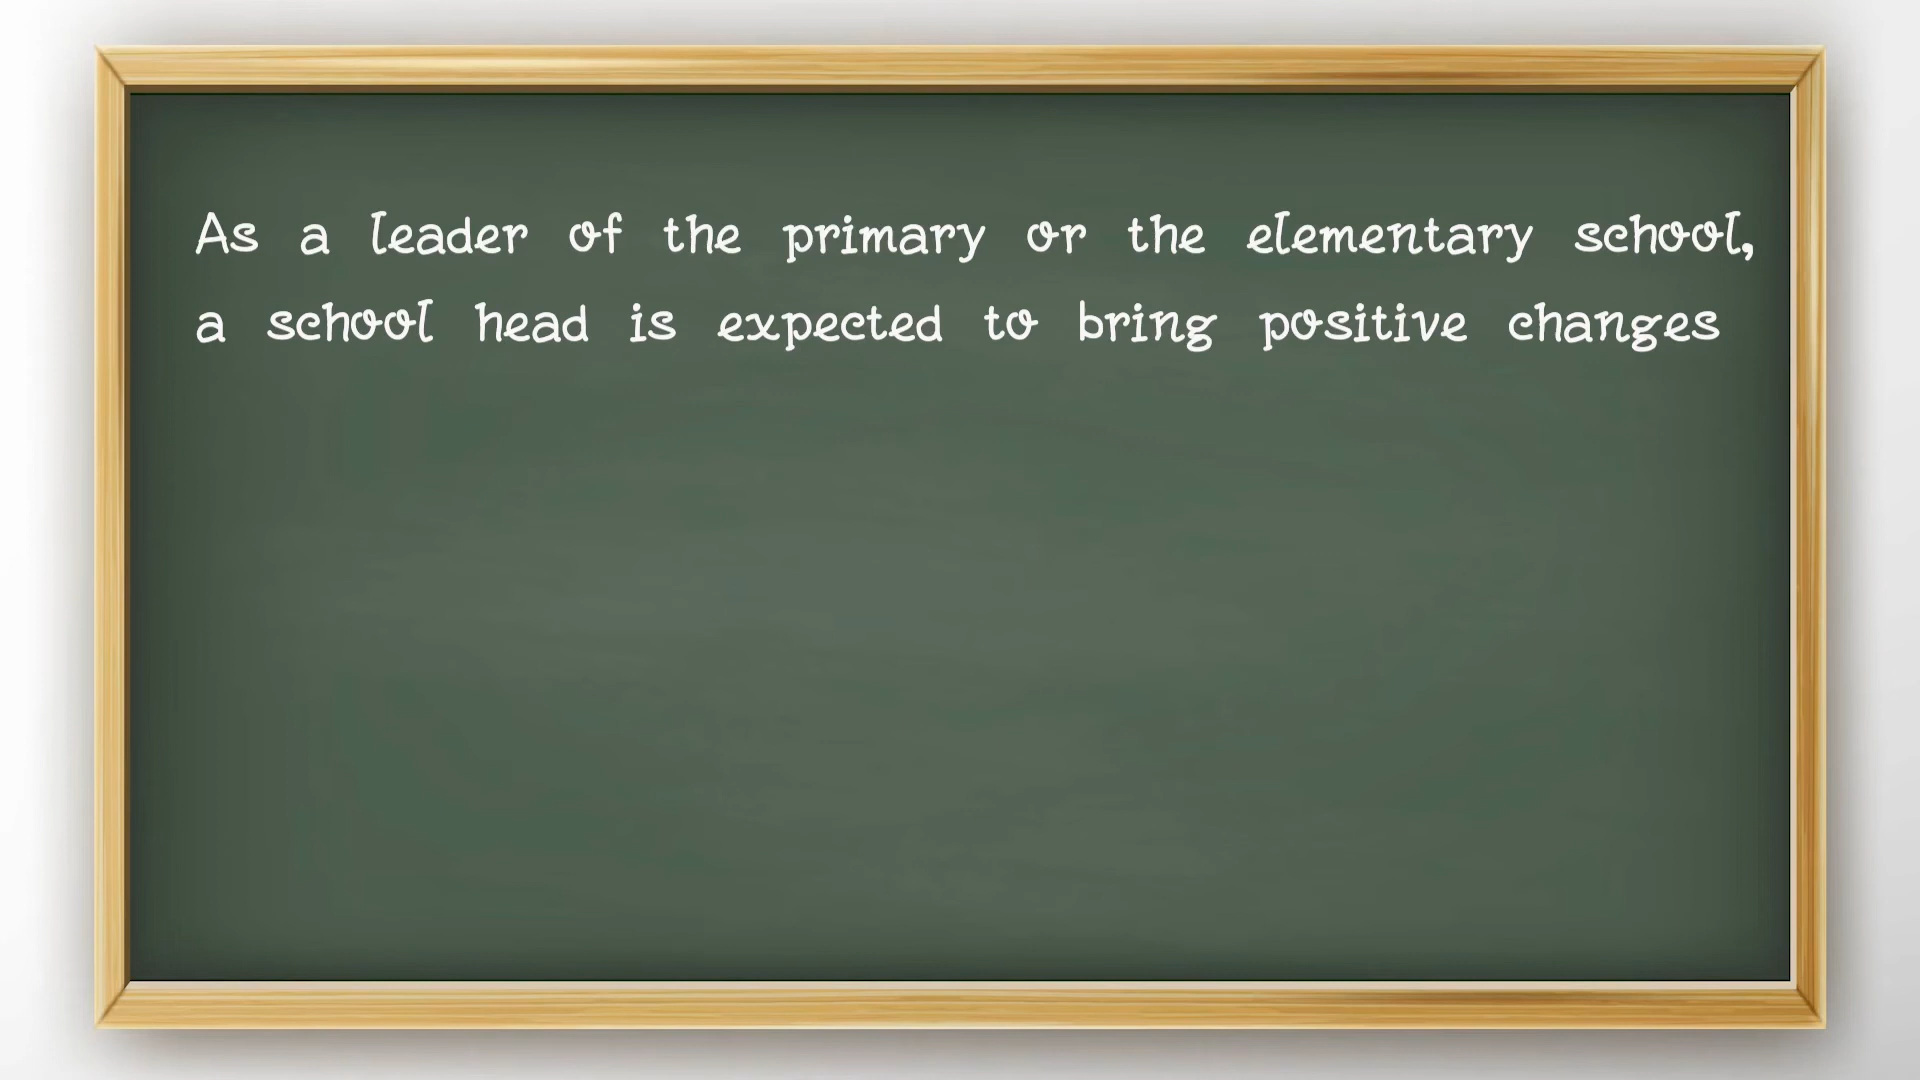 As a leader of the primary or the elementary school,
a school head is expected to bring positive changes